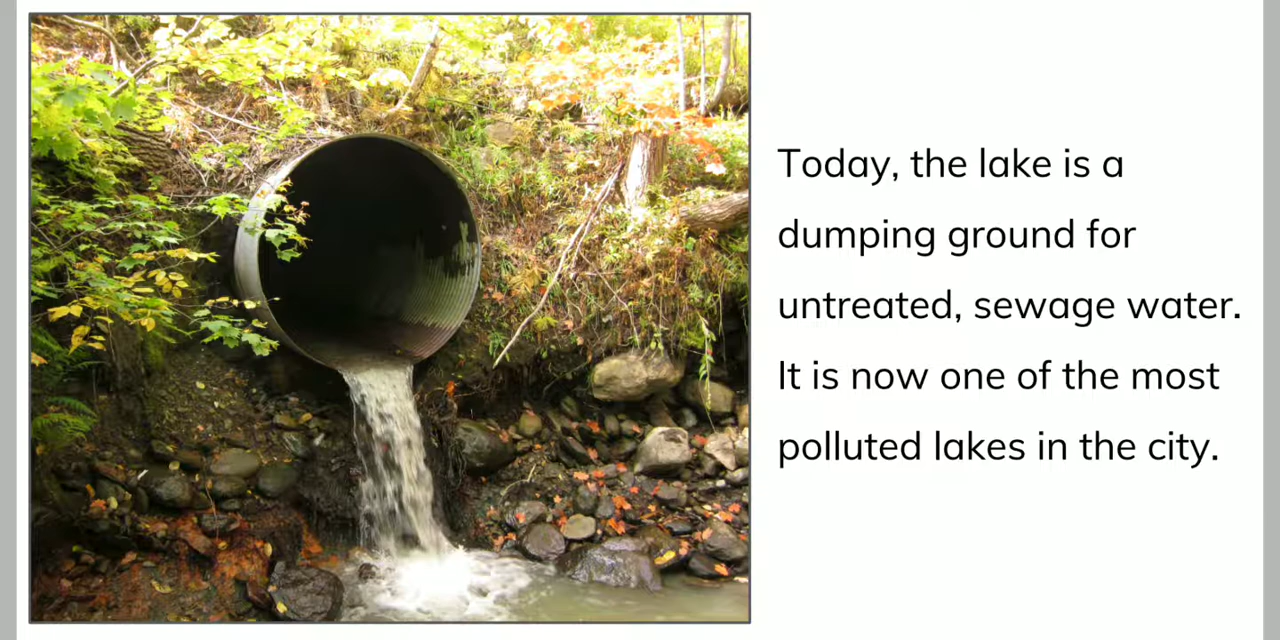 Today, the lake is a
dumping ground for
untreated, sewage water.
It is now one of the most
polluted lakes in the city.